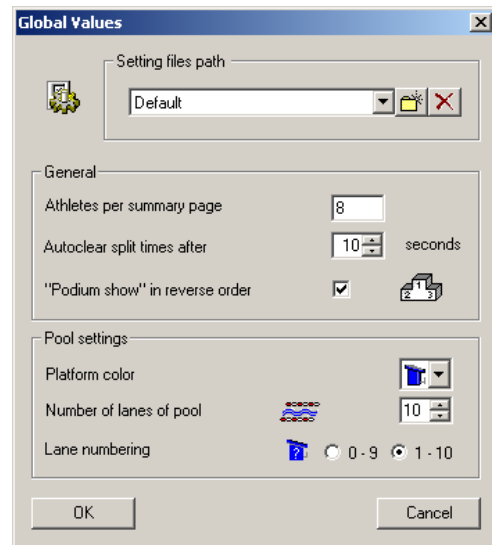 Global Values
Setting files path
Default
General
Athletes per summary page 8
Autoclear split times after 10 seconds
"Podium show" in reverse order 2 1 3
Pool settings
Platform color
Number of lanes of pool 10
Lane numbering ? 0 - 9 1 - 10
OK Cancel